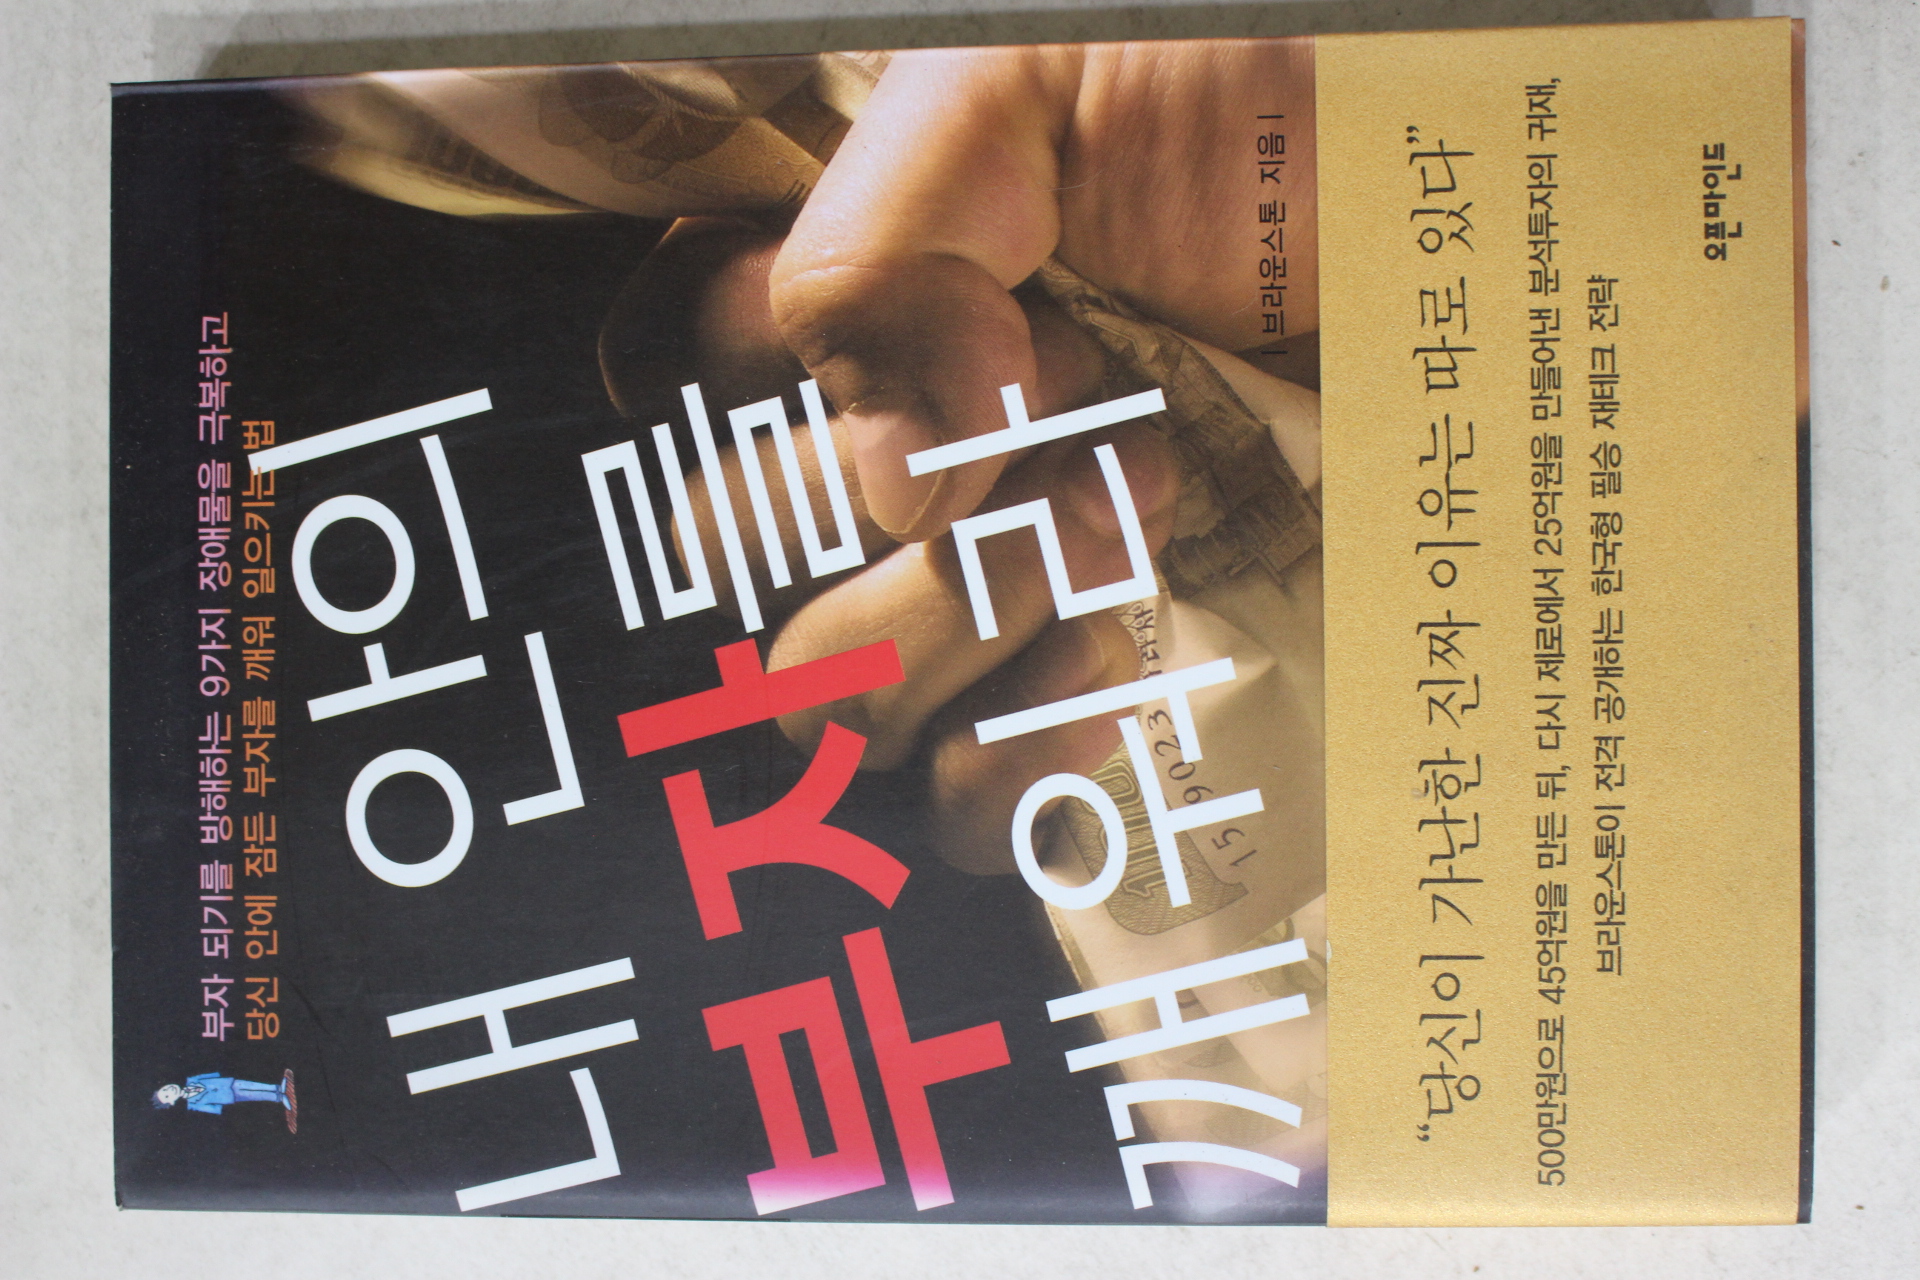 부자 되기를 방해하는 9가지 장애물을 극복하고
당신 안에 잠든 부자를 깨워 일으키는 법
내 안의
부자를
깨워라
| 브라운스톤 지음 |
“당신이 가난한 진짜 이유는 따로 있다”
500만원으로 45억원을 만든 뒤, 다시 제로에서 25억원을 만들어낸 분석투자의 귀재,
브라운스톤이 전격 공개하는 한국형 필승 재테크 전략
오픈마인드